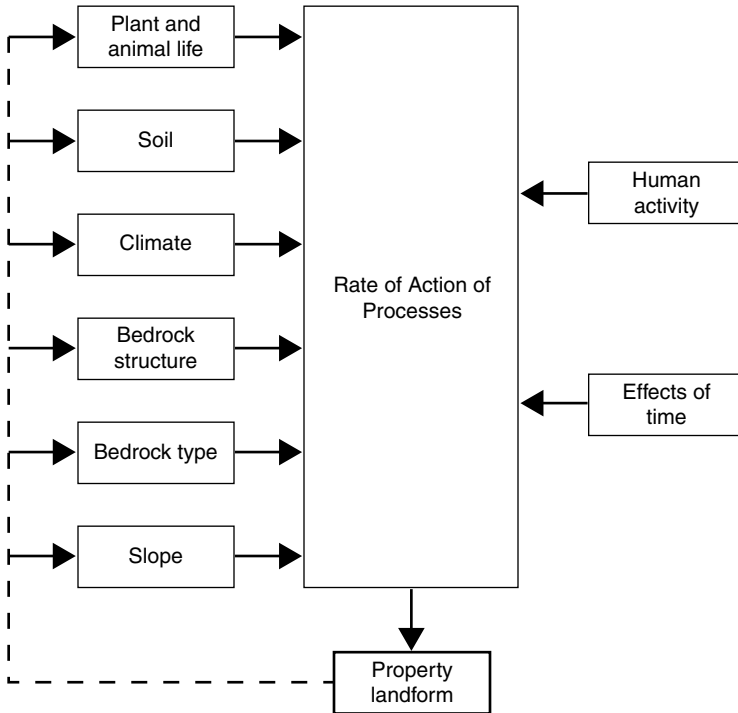 Plant and
animal life
Soil
Climate
Bedrock
structure
Bedrock type
Slope
Rate of Action of
Processes
Human
activity
Effects of
time
Property
landform